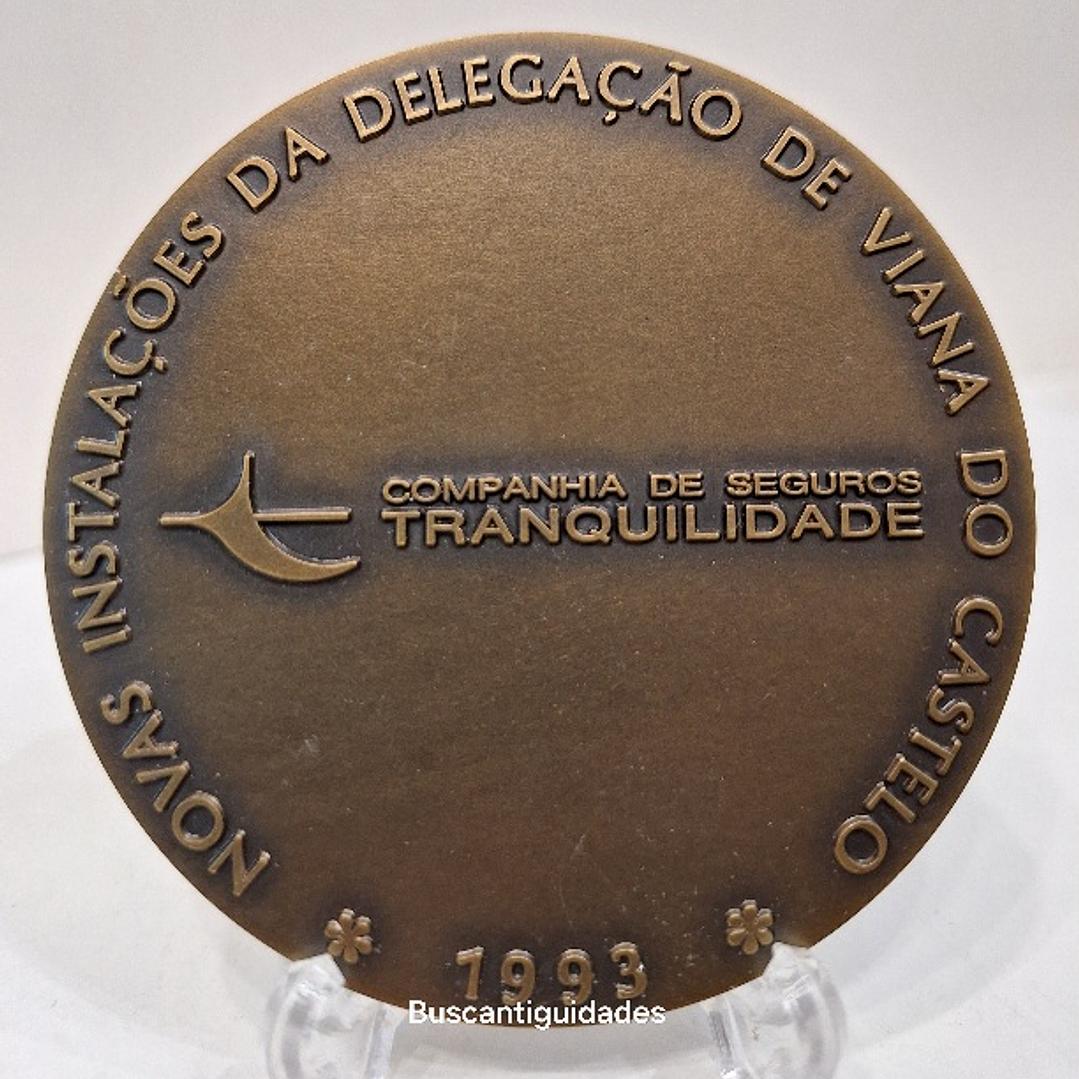 NOVAS INSTALAÇÕES DA DELEGAÇÃO DE VIANA DO CASTELO
COMPANHIA DE SEGUROS
TRANQUILIDADE
* 1993 *
Buscantiguidades